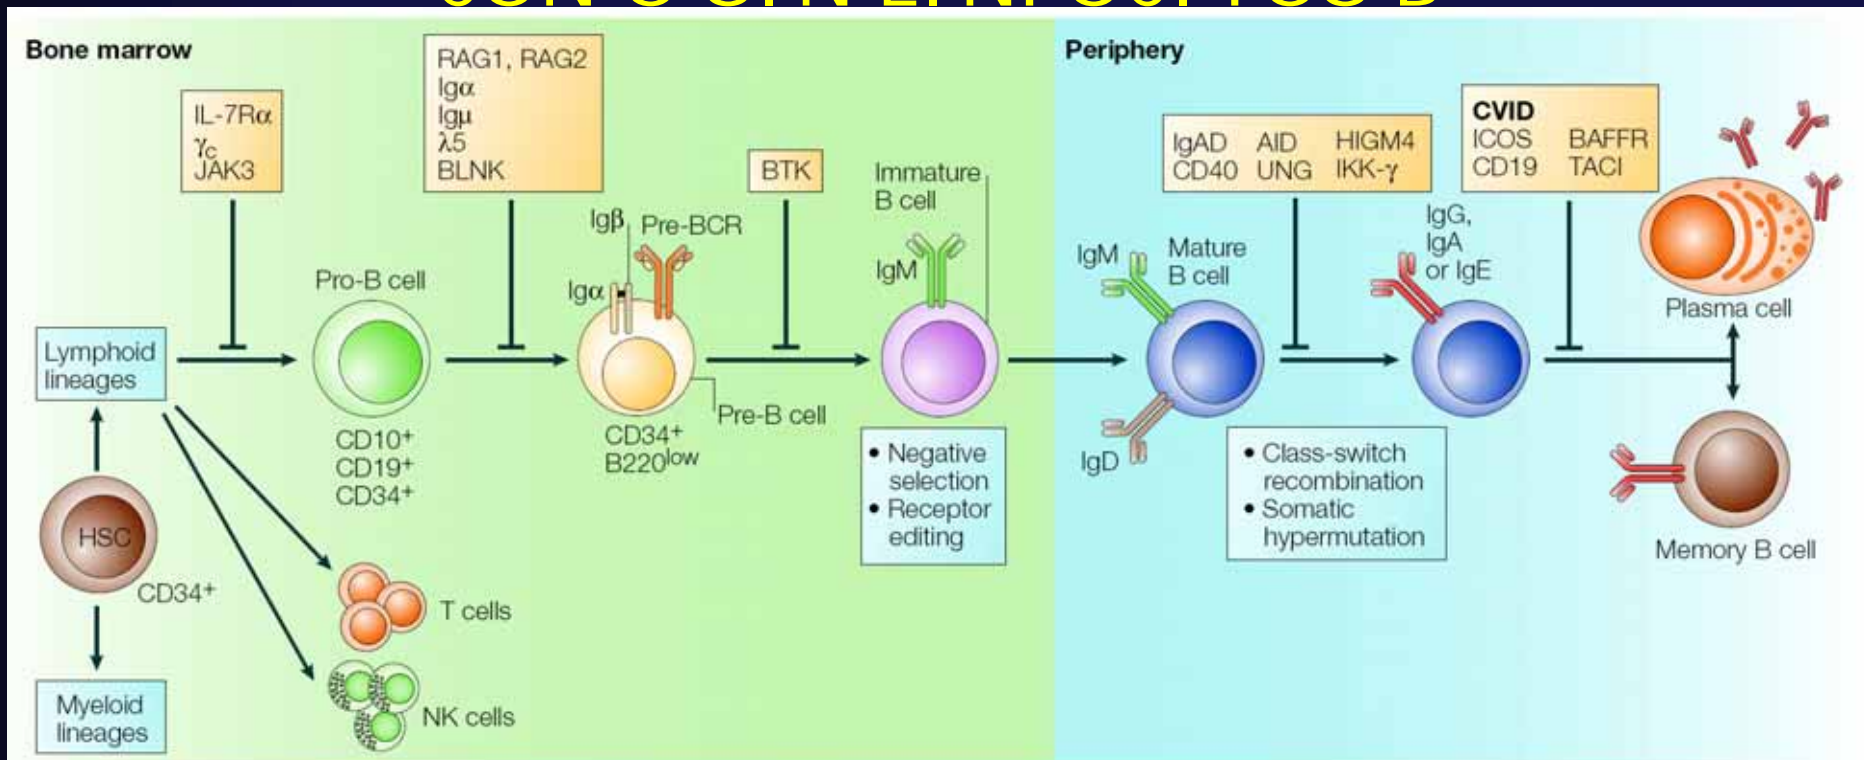 Bone marrow
Periphery
IL-7Rα
γc
JAK3
RAG1, RAG2
Igα
Igμ
λ5
BLNK
BTK
Immature
B cell
IgAD AID HIGM4
CD40 UNG IKK-γ
CVID
ICOS BAFFR
CD19 TACI
Igβ
Pre-BCR
Igα
IgM
Pro-B cell
IgM
Mature
B cell
IgG,
IgA
or IgE
Plasma cell
Lymphoid
lineages
Pre-B cell
CD10+
CD19+
CD34+
CD34+
B220low
• Negative
selection
• Receptor
editing
IgD
• Class-switch
recombination
• Somatic
hypermutation
Memory B cell
HSC
CD34+
T cells
NK cells
Myeloid
lineages